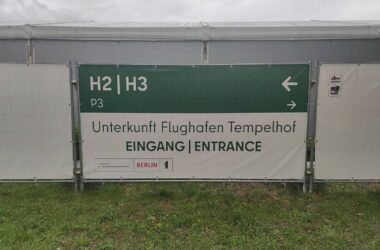 H2 | H3 ←
P3 →
Unterkunft Flughafen Tempelhof
EINGANG | ENTRANCE
BERLIN